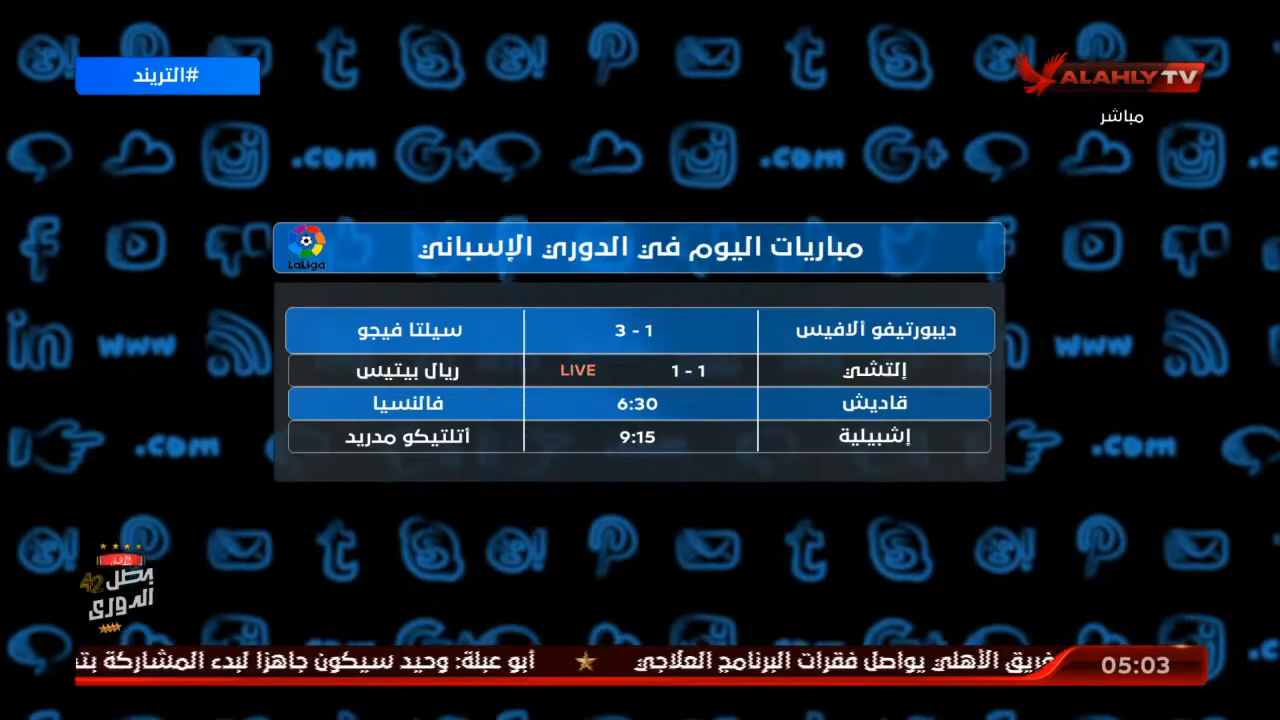 #التريند
ALAHLY TV
مباشر
مباريات اليوم في الدوري الإسباني
LaLiga
ديبورتيفو ألافيس 1 - 3 سيلتا فيجو
إلتشي 1 - 1 LIVE ريال بيتيس
قاديش 6:30 فالنسيا
إشبيلية 9:15 أتلتيكو مدريد
الأهلي
بطل الدوري 42
فريق الأهلي يواصل فقرات البرنامج العلاجي ★ أبو عبلة: وحيد سيكون جاهزا لبدء المشاركة
05:03